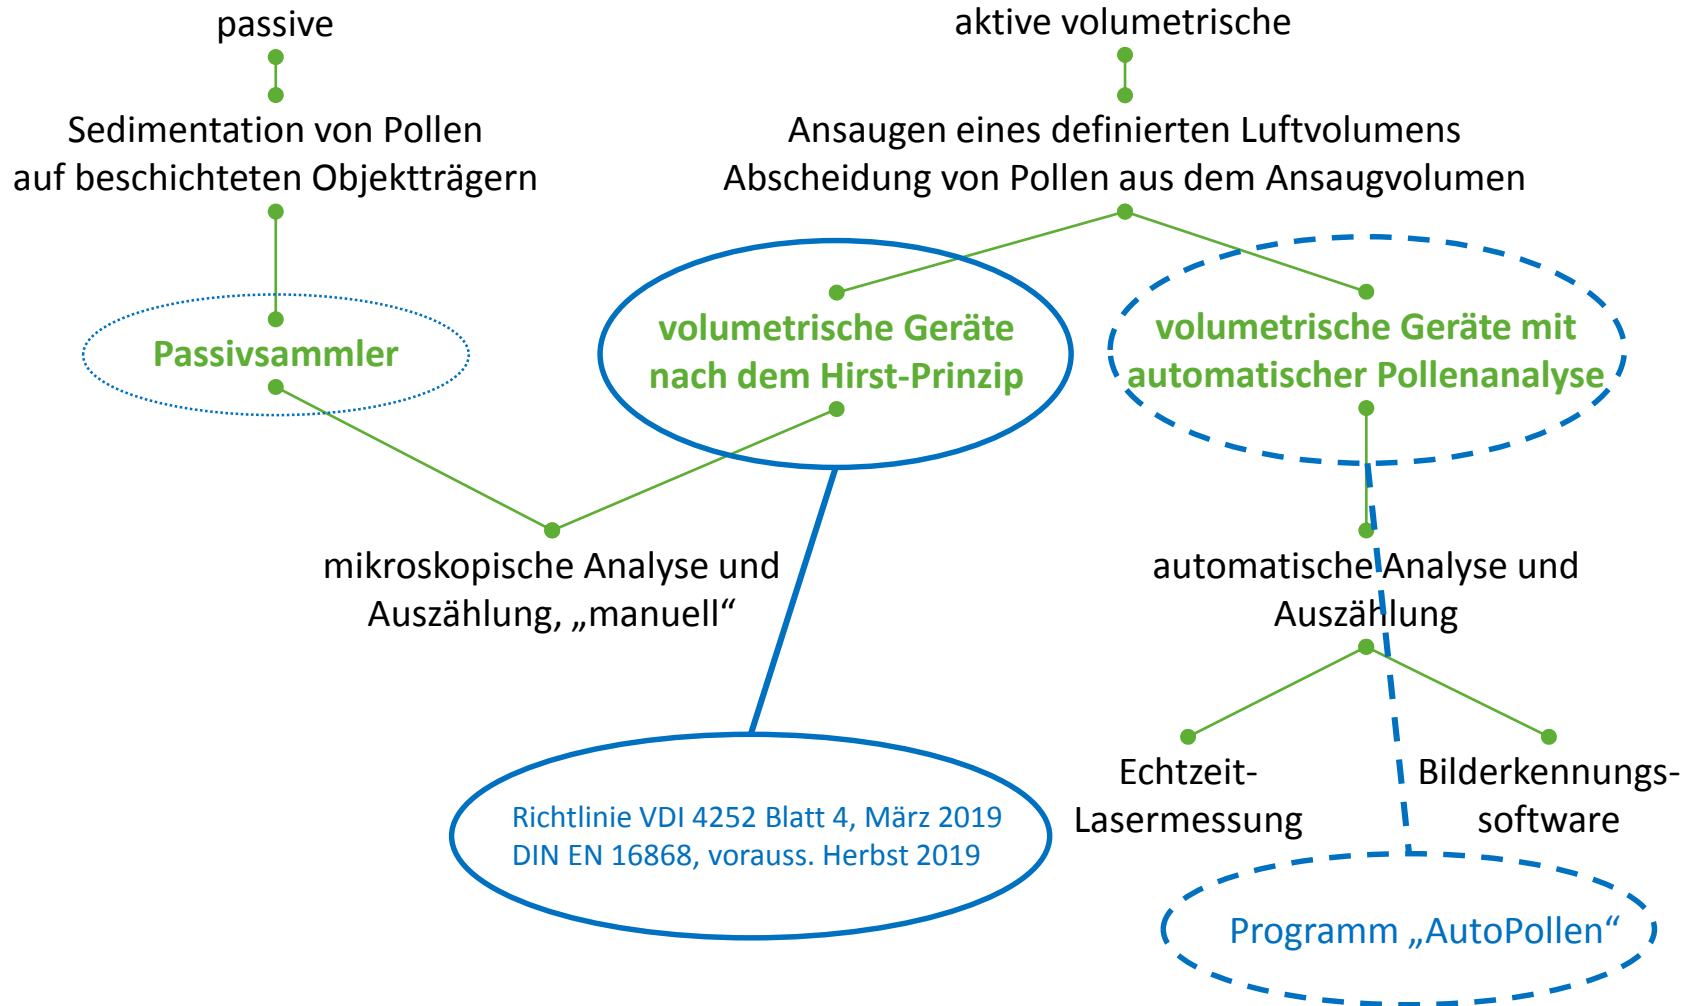 passive
Sedimentation von Pollen
auf beschichteten Objektträgern
Passivsammler
aktive volumetrische
Ansaugen eines definierten Luftvolumens
Abscheidung von Pollen aus dem Ansaugvolumen
volumetrische Geräte
nach dem Hirst-Prinzip
volumetrische Geräte mit
automatischer Pollenanalyse
mikroskopische Analyse und
Auszählung, „manuell“
automatische Analyse und
Auszählung
Echtzeit-
Lasermessung
Bilderkennungs-
software
Richtlinie VDI 4252 Blatt 4, März 2019
DIN EN 16868, vorauss. Herbst 2019
Programm „AutoPollen“